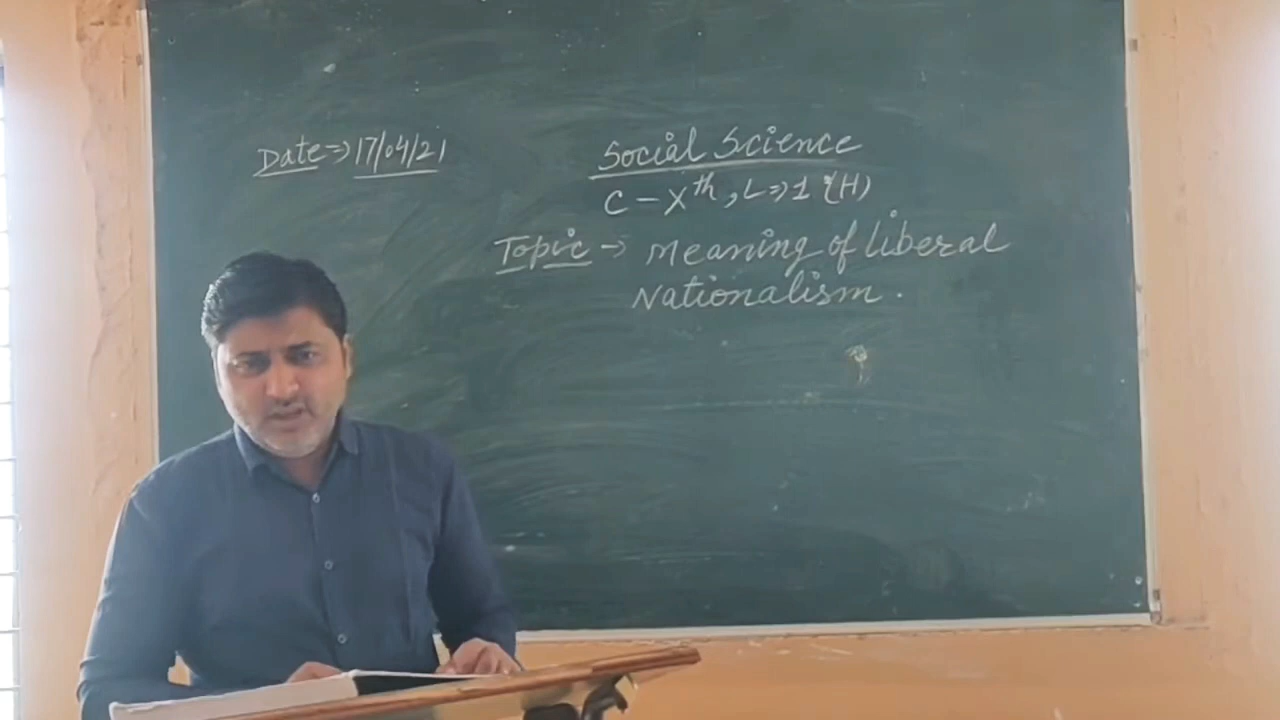 Date⇒17/04/21
Social Science
C – Xth, L⇒1 (H)
Topic → Meaning of liberal
Nationalism.